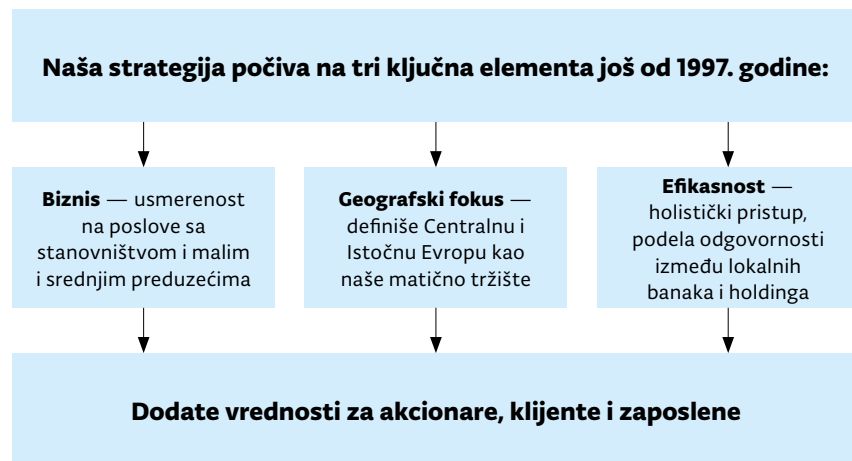 Naša strategija počiva na tri ključna elementa još od 1997. godine:
Biznis — usmerenost
na poslove sa
stanovništvom i malim
i srednjim preduzećima
Geografski fokus —
definiše Centralnu i
Istočnu Evropu kao
naše matično tržište
Efikasnost —
holistički pristup,
podela odgovornosti
između lokalnih
banaka i holdinga
Dodate vrednosti za akcionare, klijente i zaposlene